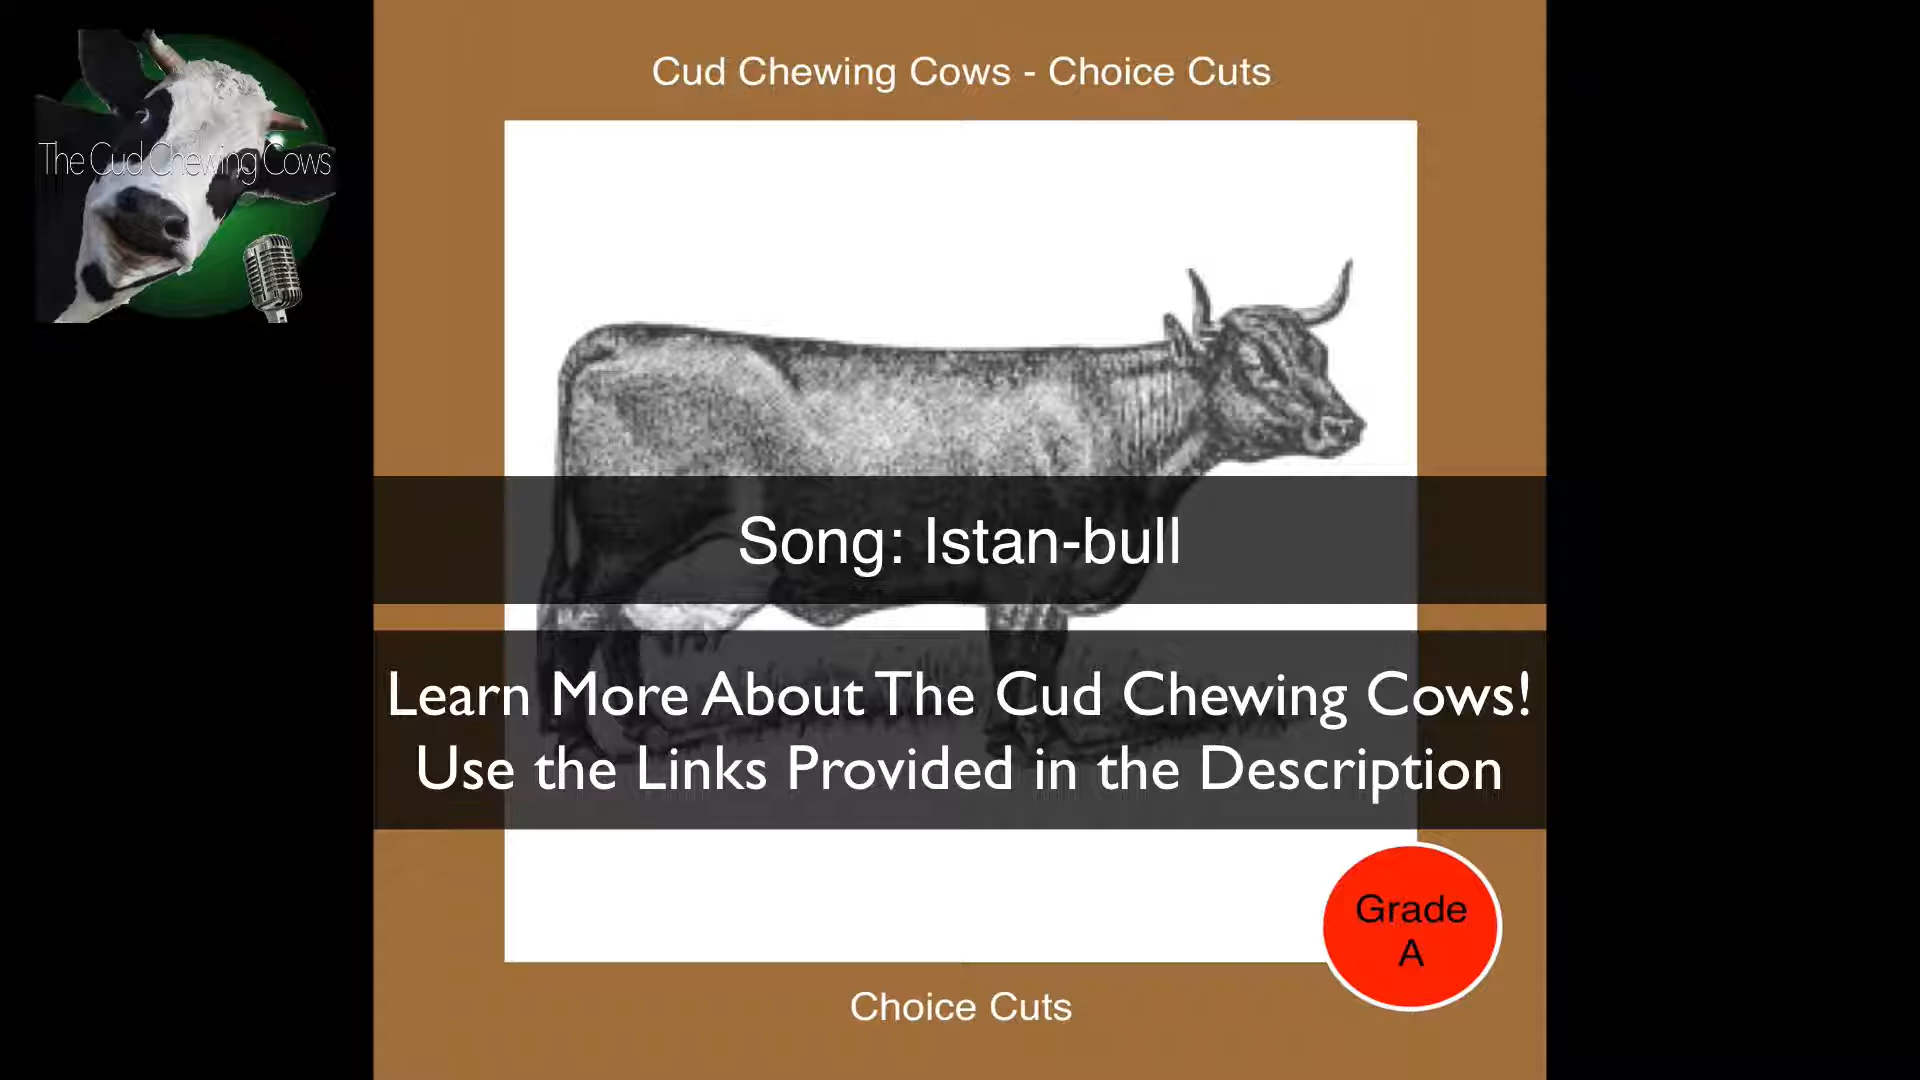 The Cud Chewing Cows
Cud Chewing Cows - Choice Cuts
Song: Istan-bull
Learn More About The Cud Chewing Cows!
Use the Links Provided in the Description
Grade
A
Choice Cuts